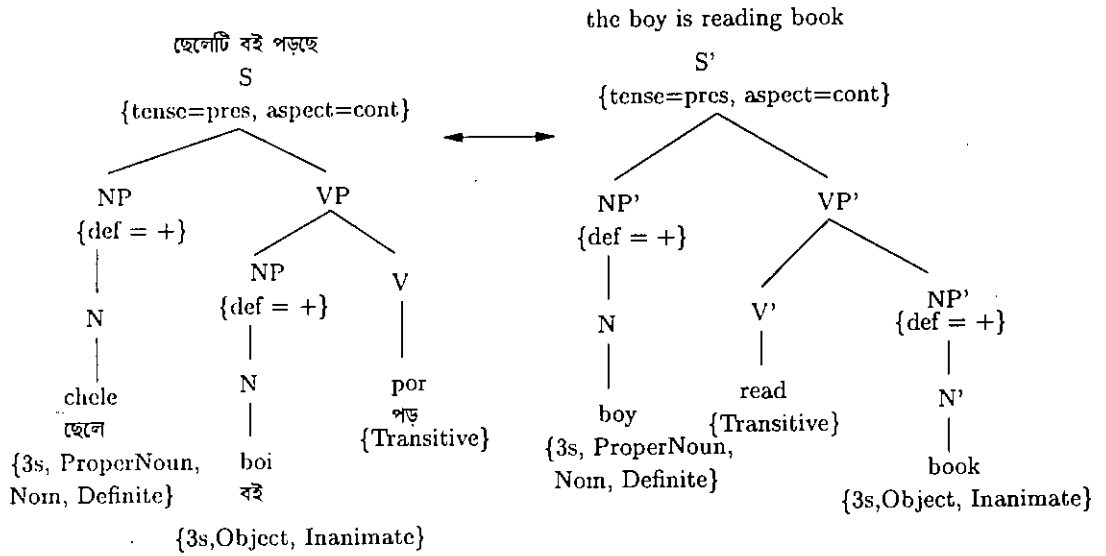 the boy is reading book
ছেলেটি বই পড়ছে
S
{tense=pres, aspect=cont}
NP
VP
{def = +}
NP
V
{def = +}
N
chele
ছেলে
{3s, ProperNoun,
Nom, Definite}
N
boi
বই
{3s,Object, Inanimate}
por
পড়
{Transitive}
S'
{tense=pres, aspect=cont}
NP'
VP'
{def = +}
N
boy
{3s, ProperNoun,
Nom, Definite}
V'
read
{Transitive}
NP'
{def = +}
N'
book
{3s,Object, Inanimate}